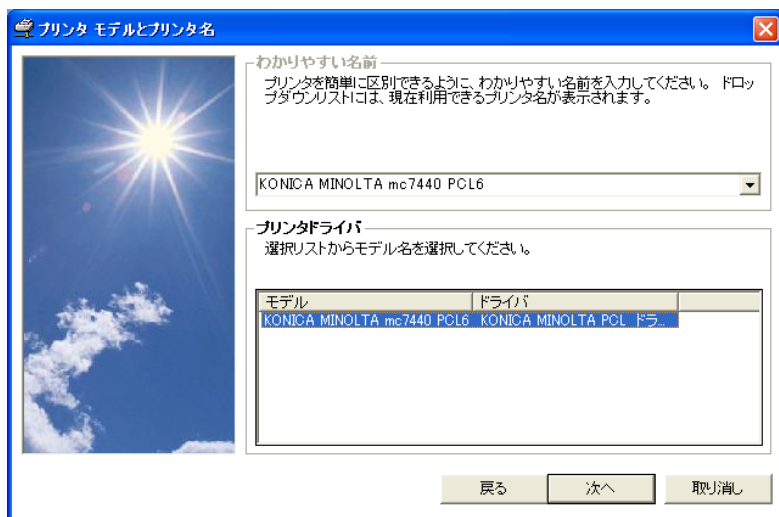 プリンタ モデルとプリンタ名
わかりやすい名前
プリンタを簡単に区別できるように、わかりやすい名前を入力してください。 ドロッ
プダウンリストには、現在利用できるプリンタ名が表示されます。
KONICA MINOLTA mc7440 PCL6
プリンタドライバ
選択リストからモデル名を選択してください。
モデル ドライバ
KONICA MINOLTA mc7440 PCL6 KONICA MINOLTA PCL ドラ...
戻る 次へ 取り消し